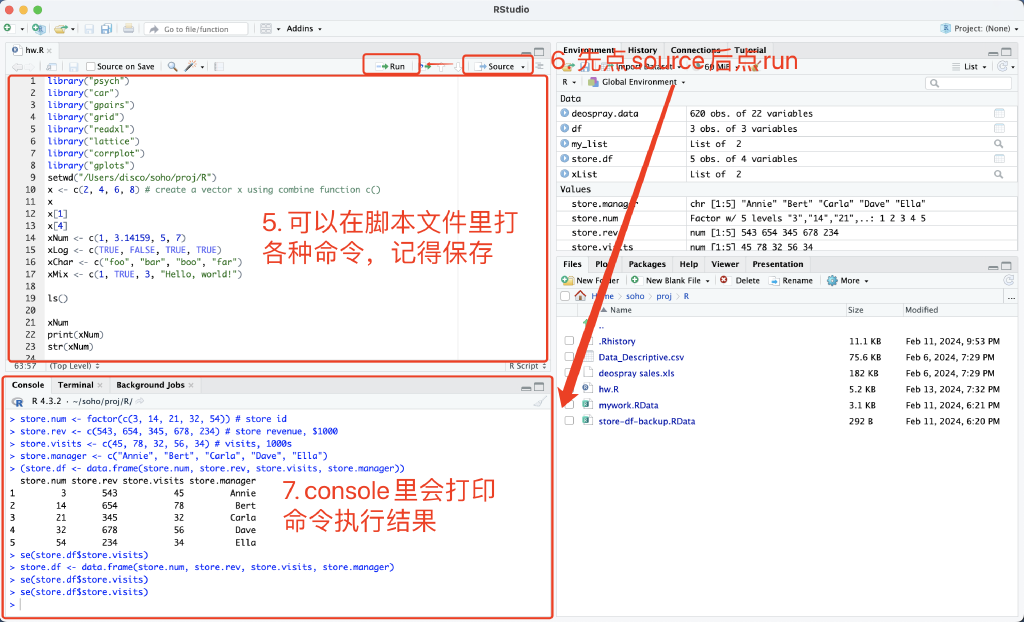 RStudio
Go to file/function
Addins
Project: (None)
hw.R
Source on Save
Run
Source
1 library("psych")
2 library("car")
3 library("gpairs")
4 library("grid")
5 library("readxl")
6 library("lattice")
7 library("corrplot")
8 library("gplots")
9 setwd("/Users/disco/soho/proj/R")
10 x <- c(2, 4, 6, 8) # create a vector x using combine function c()
11 x
12 x[1]
13 x[4]
14 xNum <- c(1, 3.14159, 5, 7)
15 xLog <- c(TRUE, FALSE, TRUE, TRUE)
16 xChar <- c("foo", "bar", "boo", "far")
17 xMix <- c(1, TRUE, 3, "Hello, world!")
18
19 ls()
20
21 xNum
22 print(xNum)
23 str(xNum)
24
5. 可以在脚本文件里打
各种命令，记得保存
63:57 (Top Level) R Script
Console Terminal Background Jobs
R 4.3.2 · ~/soho/proj/R/
> store.num <- factor(c(3, 14, 21, 32, 54)) # store id
> store.rev <- c(543, 654, 345, 678, 234) # store revenue, $1000
> store.visits <- c(45, 78, 32, 56, 34) # visits, 1000s
> store.manager <- c("Annie", "Bert", "Carla", "Dave", "Ella")
> (store.df <- data.frame(store.num, store.rev, store.visits, store.manager))
store.num store.rev store.visits store.manager
1 3 543 45 Annie
2 14 654 78 Bert
3 21 345 32 Carla
4 32 678 56 Dave
5 54 234 34 Ella
> se(store.df$store.visits)
> store.df <- data.frame(store.num, store.rev, store.visits, store.manager)
> se(store.df$store.visits)
> se(store.df$store.visits)
>
7. console里会打印
命令执行结果
Environment History Connections Tutorial
6. 先点source后点run
Import Dataset
List
R Global Environment
Data
deospray.data 620 obs. of 22 variables
df 3 obs. of 3 variables
my_list List of 2
store.df 5 obs. of 4 variables
xList List of 2
Values
store.manager chr [1:5] "Annie" "Bert" "Carla" "Dave" "Ella"
store.num Factor w/ 5 levels "3","14","21",..: 1 2 3 4 5
store.rev num [1:5] 543 654 345 678 234
store.visits num [1:5] 45 78 32 56 34
Files Plots Packages Help Viewer Presentation
New Folder New Blank File Delete Rename More
Home soho proj R ...
Name Size Modified
..
.Rhistory 11.1 KB Feb 11, 2024, 9:53 PM
Data_Descriptive.csv 75.6 KB Feb 6, 2024, 7:29 PM
deospray sales.xls 182 KB Feb 6, 2024, 7:29 PM
hw.R 5.2 KB Feb 13, 2024, 7:32 PM
mywork.RData 3.1 KB Feb 11, 2024, 6:21 PM
store-df-backup.RData 292 B Feb 11, 2024, 6:20 PM